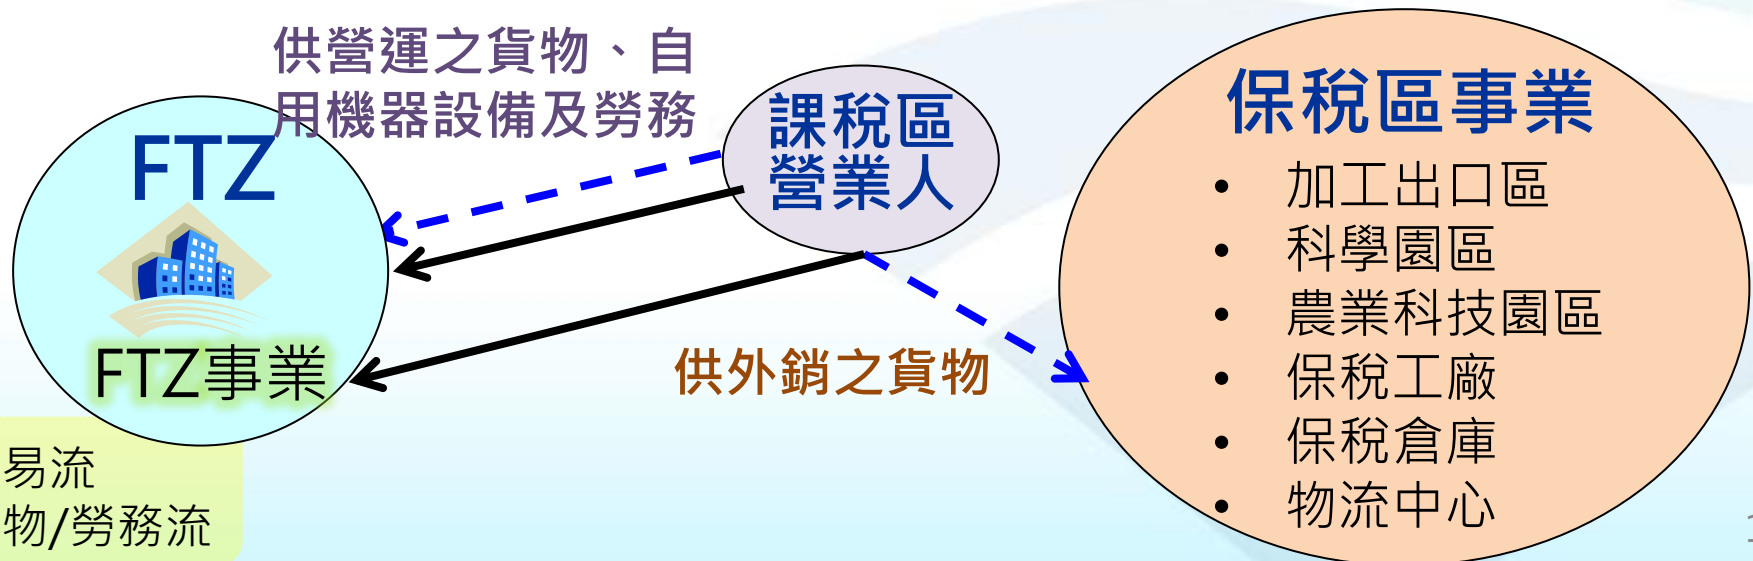 供營運之貨物、自
用機器設備及勞務
FTZ
FTZ事業
課稅區
營業人
供外銷之貨物
保稅區事業
• 加工出口區
• 科學園區
• 農業科技園區
• 保稅工廠
• 保稅倉庫
• 物流中心
易流
物/勞務流